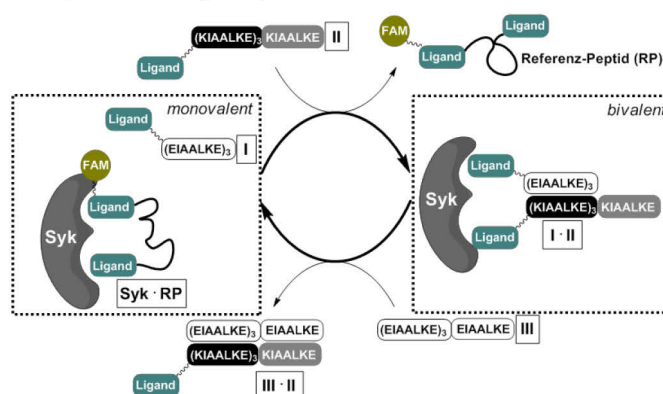 (KIAALKE)₃ KIAALKE II
Ligand
FAM
Ligand
Ligand
Referenz-Peptid (RP)
monovalent
Ligand
(EIAALKE)₃ I
FAM
Ligand
Syk
Ligand
Syk · RP
bivalent
Ligand
(EIAALKE)₃
Syk
(KIAALKE)₃ KIAALKE
Ligand
I · II
(EIAALKE)₃ EIAALKE
(KIAALKE)₃ KIAALKE
Ligand
III · II
(EIAALKE)₃ EIAALKE III